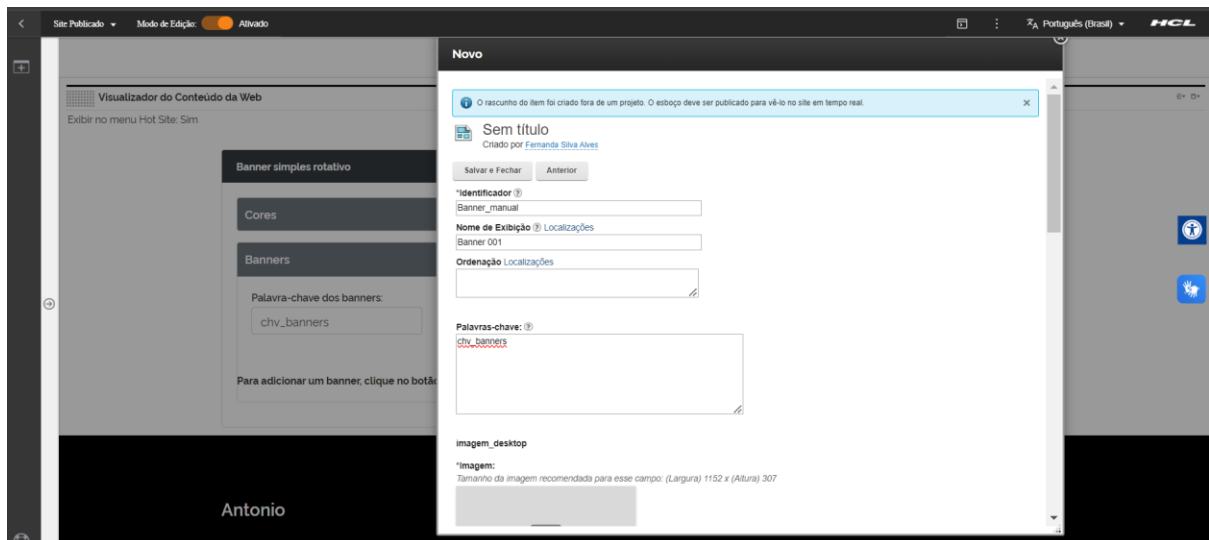 Site Publicado
Modo de Edição:
Ativado
Português (Brasil)
HCL
Visualizador do Conteúdo da Web
Exibir no menu Hot Site: Sim
Banner simples rotativo
Cores
Banners
Palavra-chave dos banners:
chv_banners
Para adicionar um banner, clique no botão
Antonio
Novo
O rascunho do item foi criado fora de um projeto. O esboço deve ser publicado para vê-lo no site em tempo real.
Sem título
Criado por Fernanda Silva Alves
Salvar e Fechar
Anterior
*Identificador
Banner_manual
Nome de Exibição Localizações
Banner 001
Ordenação Localizações
Palavras-chave:
chv_banners
imagem_desktop
*Imagem:
Tamanho da imagem recomendada para esse campo: (Largura) 1152 x (Altura) 307